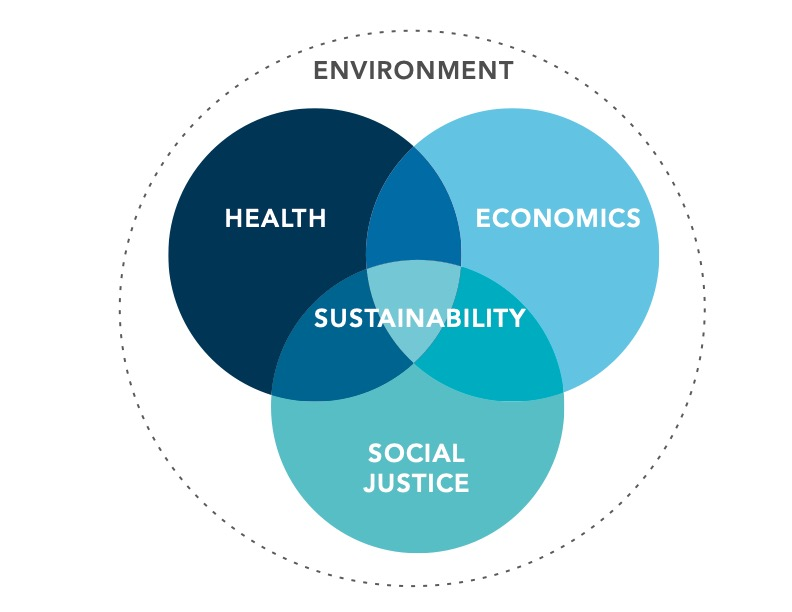 ENVIRONMENT
HEALTH
ECONOMICS
SUSTAINABILITY
SOCIAL
JUSTICE